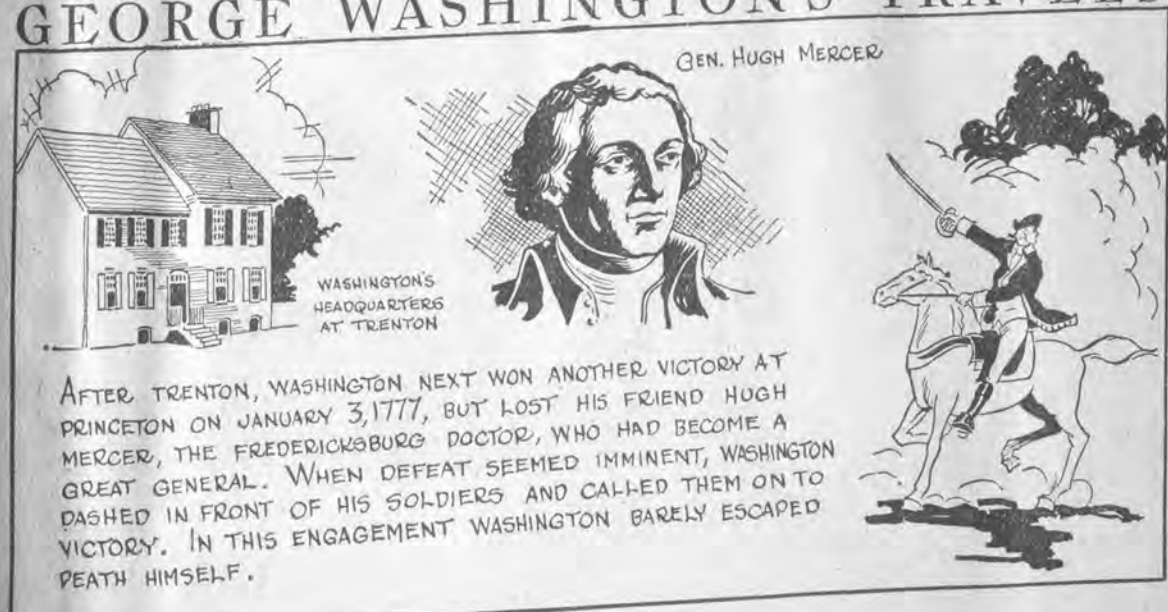 GEORGE WASHINGTON'S TRAVELS
GEN. HUGH MERCER
WASHINGTON'S
HEADQUARTERS
AT TRENTON
AFTER TRENTON, WASHINGTON NEXT WON ANOTHER VICTORY AT
PRINCETON ON JANUARY 3, 1777, BUT LOST HIS FRIEND HUGH
MERCER, THE FREDERICKSBURG DOCTOR, WHO HAD BECOME A
GREAT GENERAL. WHEN DEFEAT SEEMED IMMINENT, WASHINGTON
DASHED IN FRONT OF HIS SOLDIERS AND CALLED THEM ON TO
VICTORY. IN THIS ENGAGEMENT WASHINGTON BARELY ESCAPED
DEATH HIMSELF.